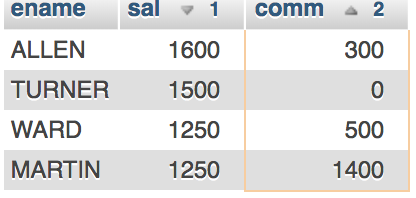 ename sal 1 comm 2
ALLEN 1600 300
TURNER 1500 0
WARD 1250 500
MARTIN 1250 1400